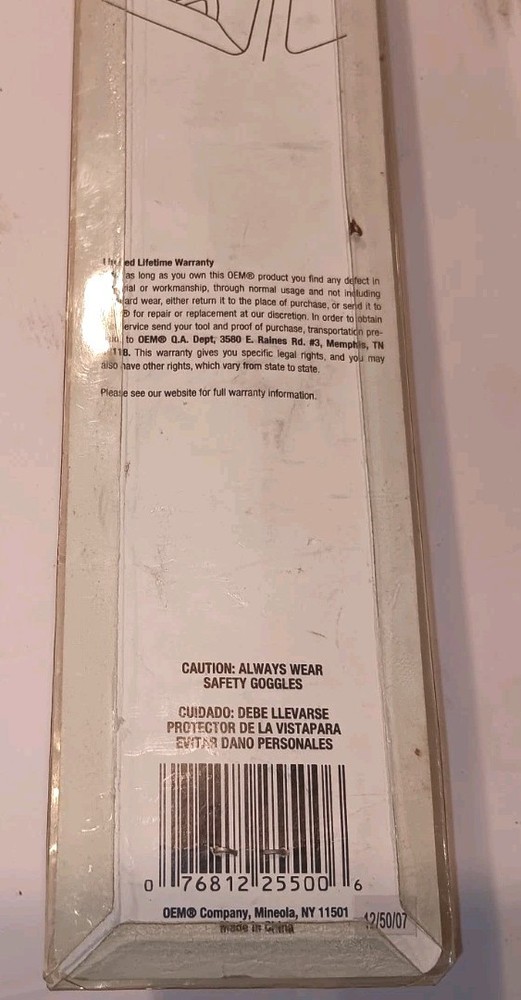 Lifetime Warranty
as long as you own this OEM® product you find any defect in
or workmanship, through normal usage and not including
wear, either return it to the place of purchase, or send it to
for repair or replacement at our discretion. In order to obtain
send your tool and proof of purchase, transportation pre-
to OEM® Q.A. Dept, 3580 E. Raines Rd. #3, Memphis, TN
This warranty gives you specific legal rights, and you may
also have other rights, which vary from state to state.
Please see our website for full warranty information.
CAUTION: ALWAYS WEAR
SAFETY GOGGLES
CUIDADO: DEBE LLEVARSE
PROTECTOR DE LA VISTAPARA
EVITAR DANO PERSONALES
0 76812 25500 6
OEM® Company, Mineola, NY 11501
Made in China
12/50/07